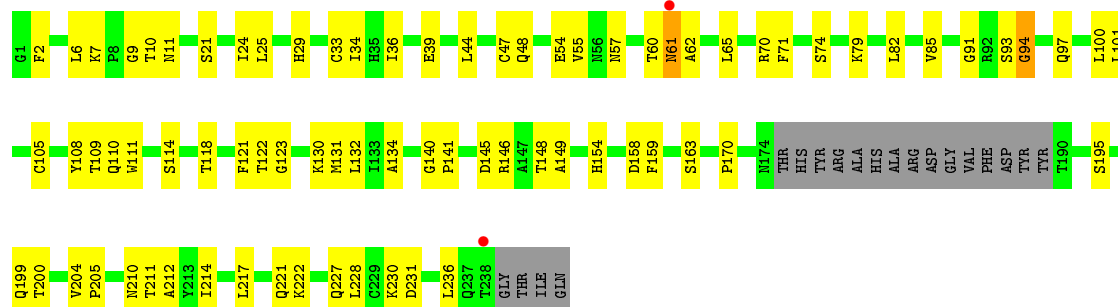 G1 F2 L6 K7 P8 G9 T10 N11 S21 I24 L25 H29 C33 I34 H35 I36 E39 L44 C47 Q48 E54 V55 N56 N57 T60 N61 A62 L65 R70 F71 S74 K79 L82 V85 G91 R92 S93 G94 Q97 L100 L101
C105 Y108 T109 Q110 W111 S114 T118 F121 T122 G123 K130 M131 L132 I133 A134 G140 P141 D145 R146 A147 T148 A149 H154 D158 F159 S163 P170 N174 THR HIS TYR ARG ALA HIS ALA ARG ASP GLY VAL PHE ASP TYR TYR T190 S195
Q199 T200 V204 P205 N210 T211 A212 Y213 I214 L217 Q221 K222 Q227 L228 C229 K230 D231 L236 Q237 T238 GLY THR ILE GLN